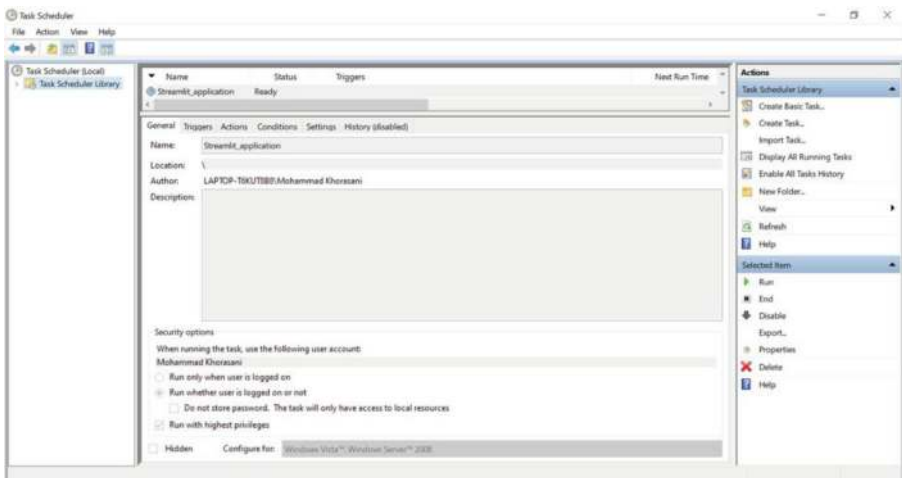 Task Scheduler
File Action View Help
Task Scheduler (Local)
Task Scheduler Library
Name Status Triggers Next Run Time
Streamlit_application Ready
General Triggers Actions Conditions Settings History (disabled)
Name: Streamlit_application
Location: \
Author: Mohammad Khorasani
Description:
Security options
When running the task, use the following user account:
Mohammad Khorasani
Run only when user is logged on
Run whether user is logged on or not
Do not store password. The task will only have access to local resources
Run with highest privileges
Hidden Configure for: Windows Vista™, Windows Server™ 2008
Actions
Task Scheduler Library
Create Basic Task...
Create Task...
Import Task...
Display All Running Tasks
Enable All Tasks History
New Folder...
View
Refresh
Help
Selected Item
Run
End
Disable
Export...
Properties
Delete
Help